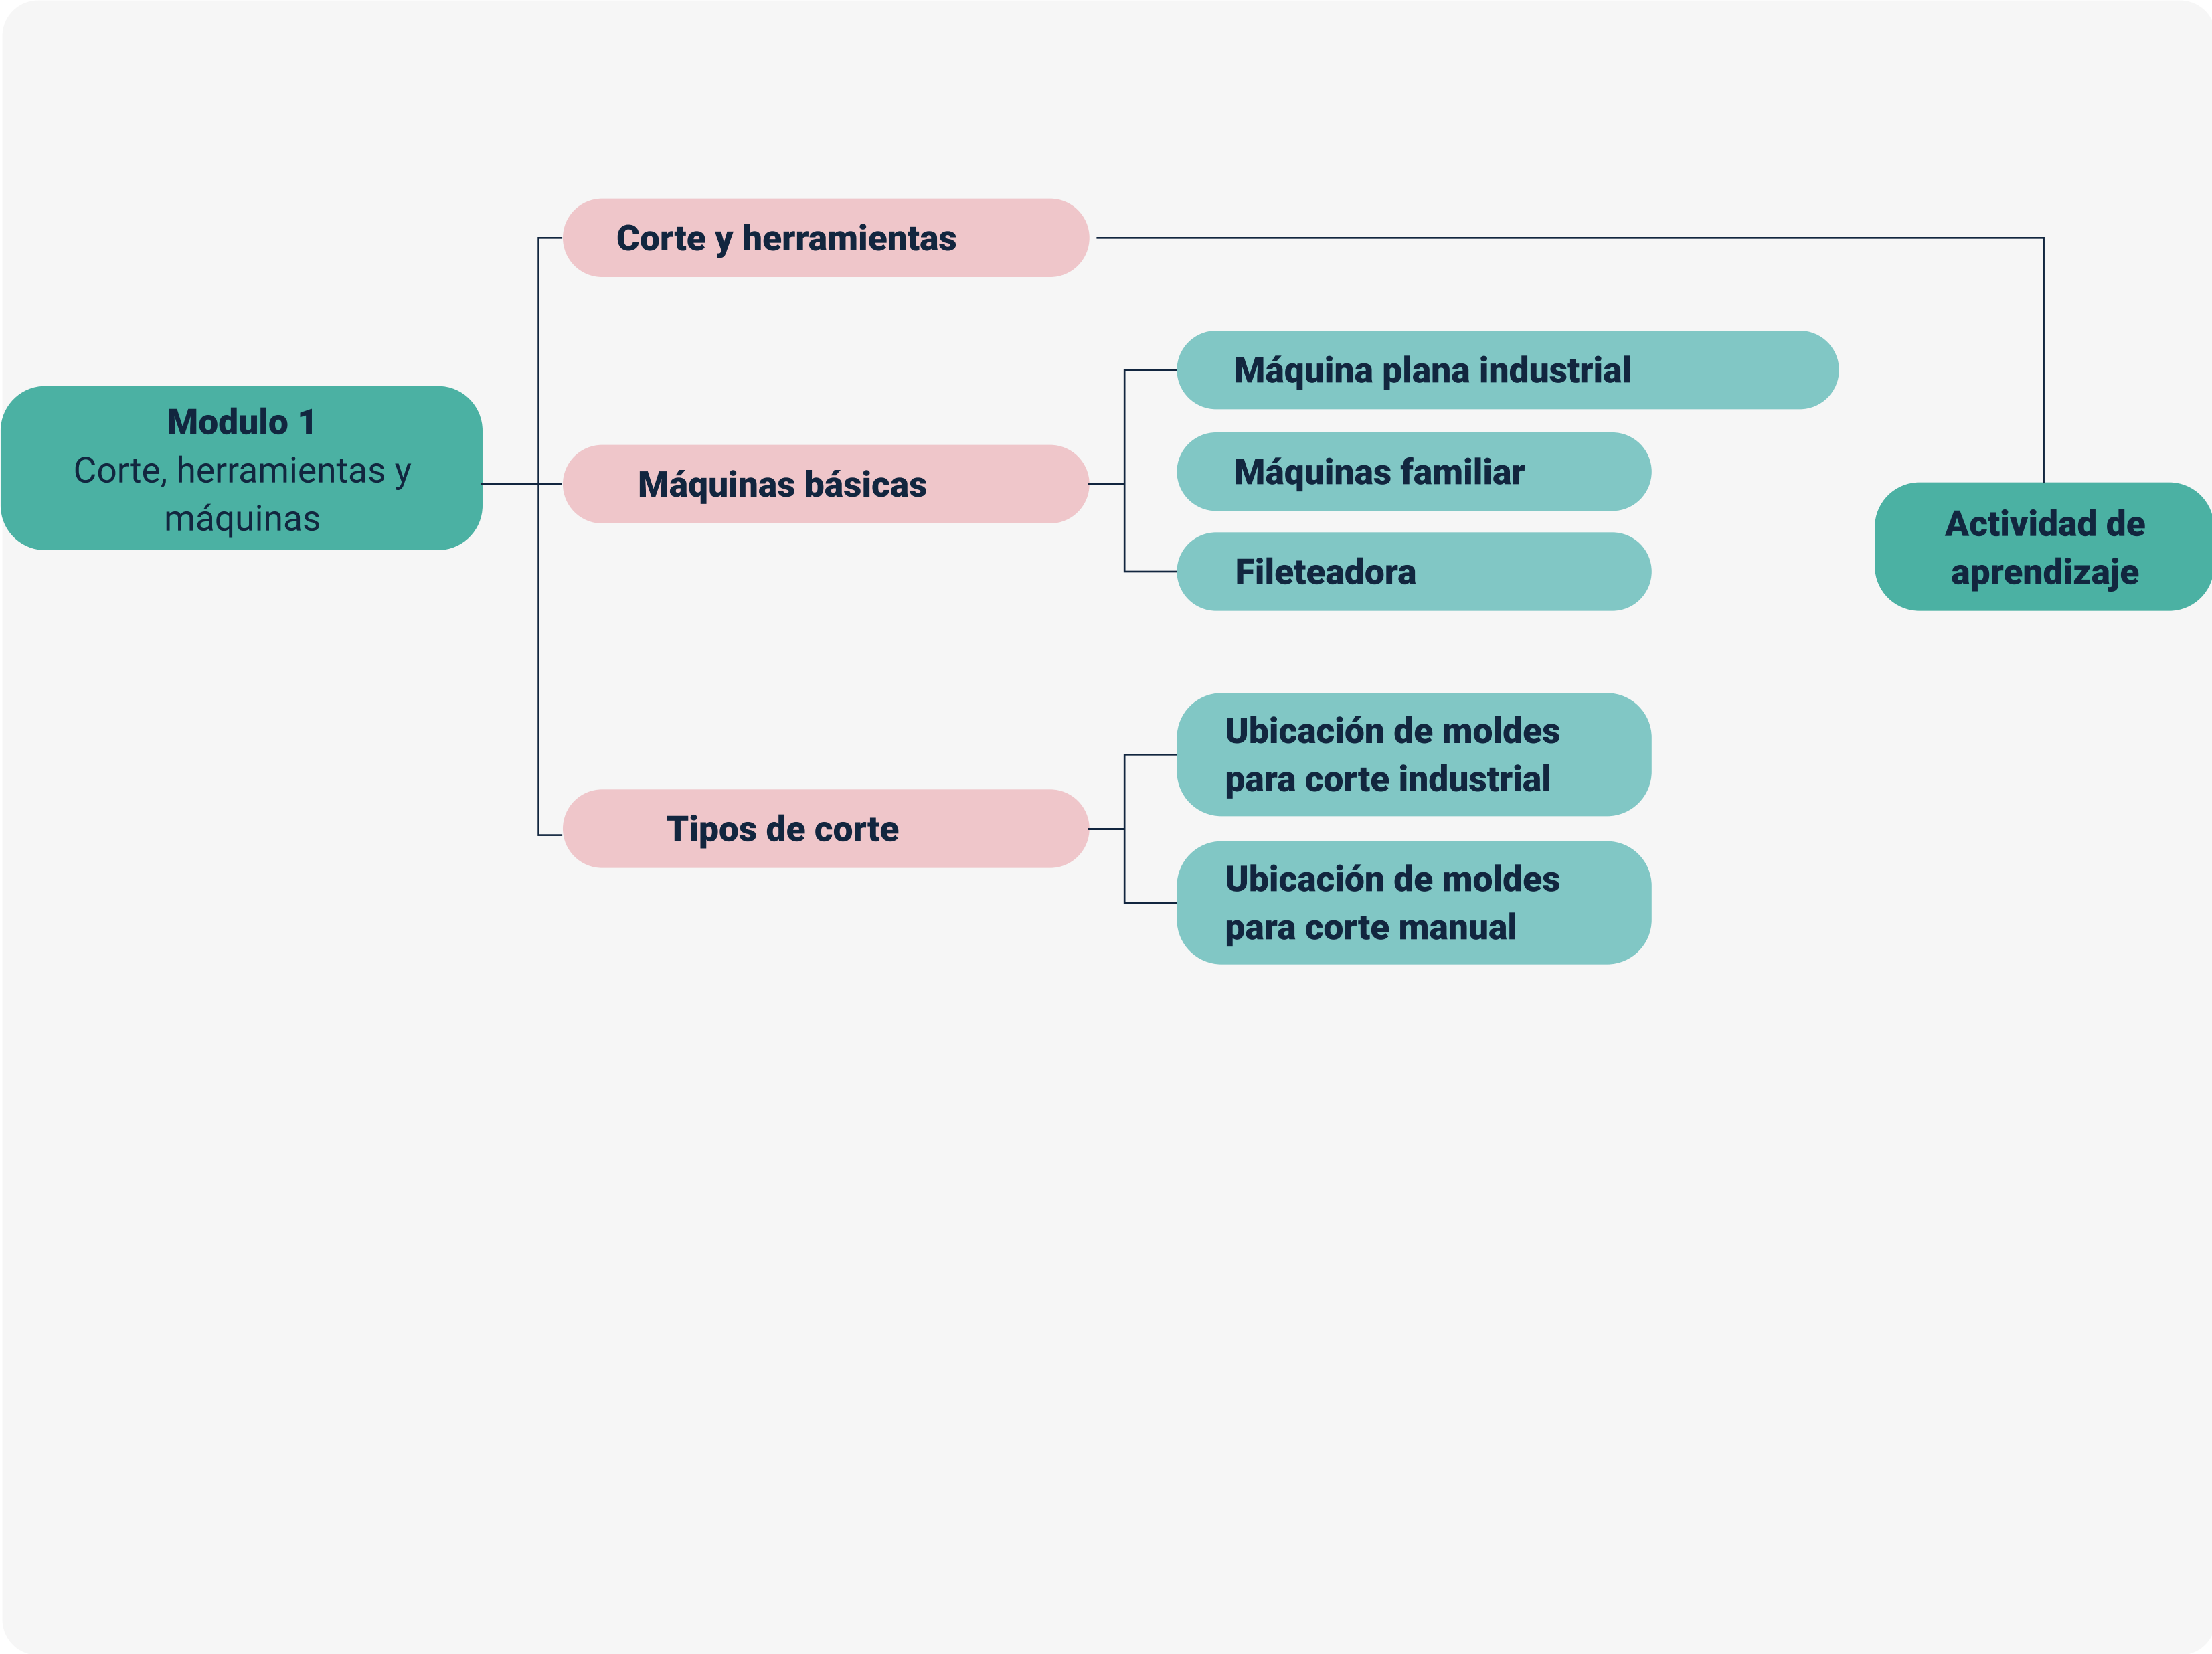 Corte y herramientas
Máquina plana industrial
Modulo 1
Corte, herramientas y
máquinas
Máquinas básicas
Máquinas familiar
Fileteadora
Actividad de
aprendizaje
Tipos de corte
Ubicación de moldes
para corte industrial
Ubicación de moldes
para corte manual